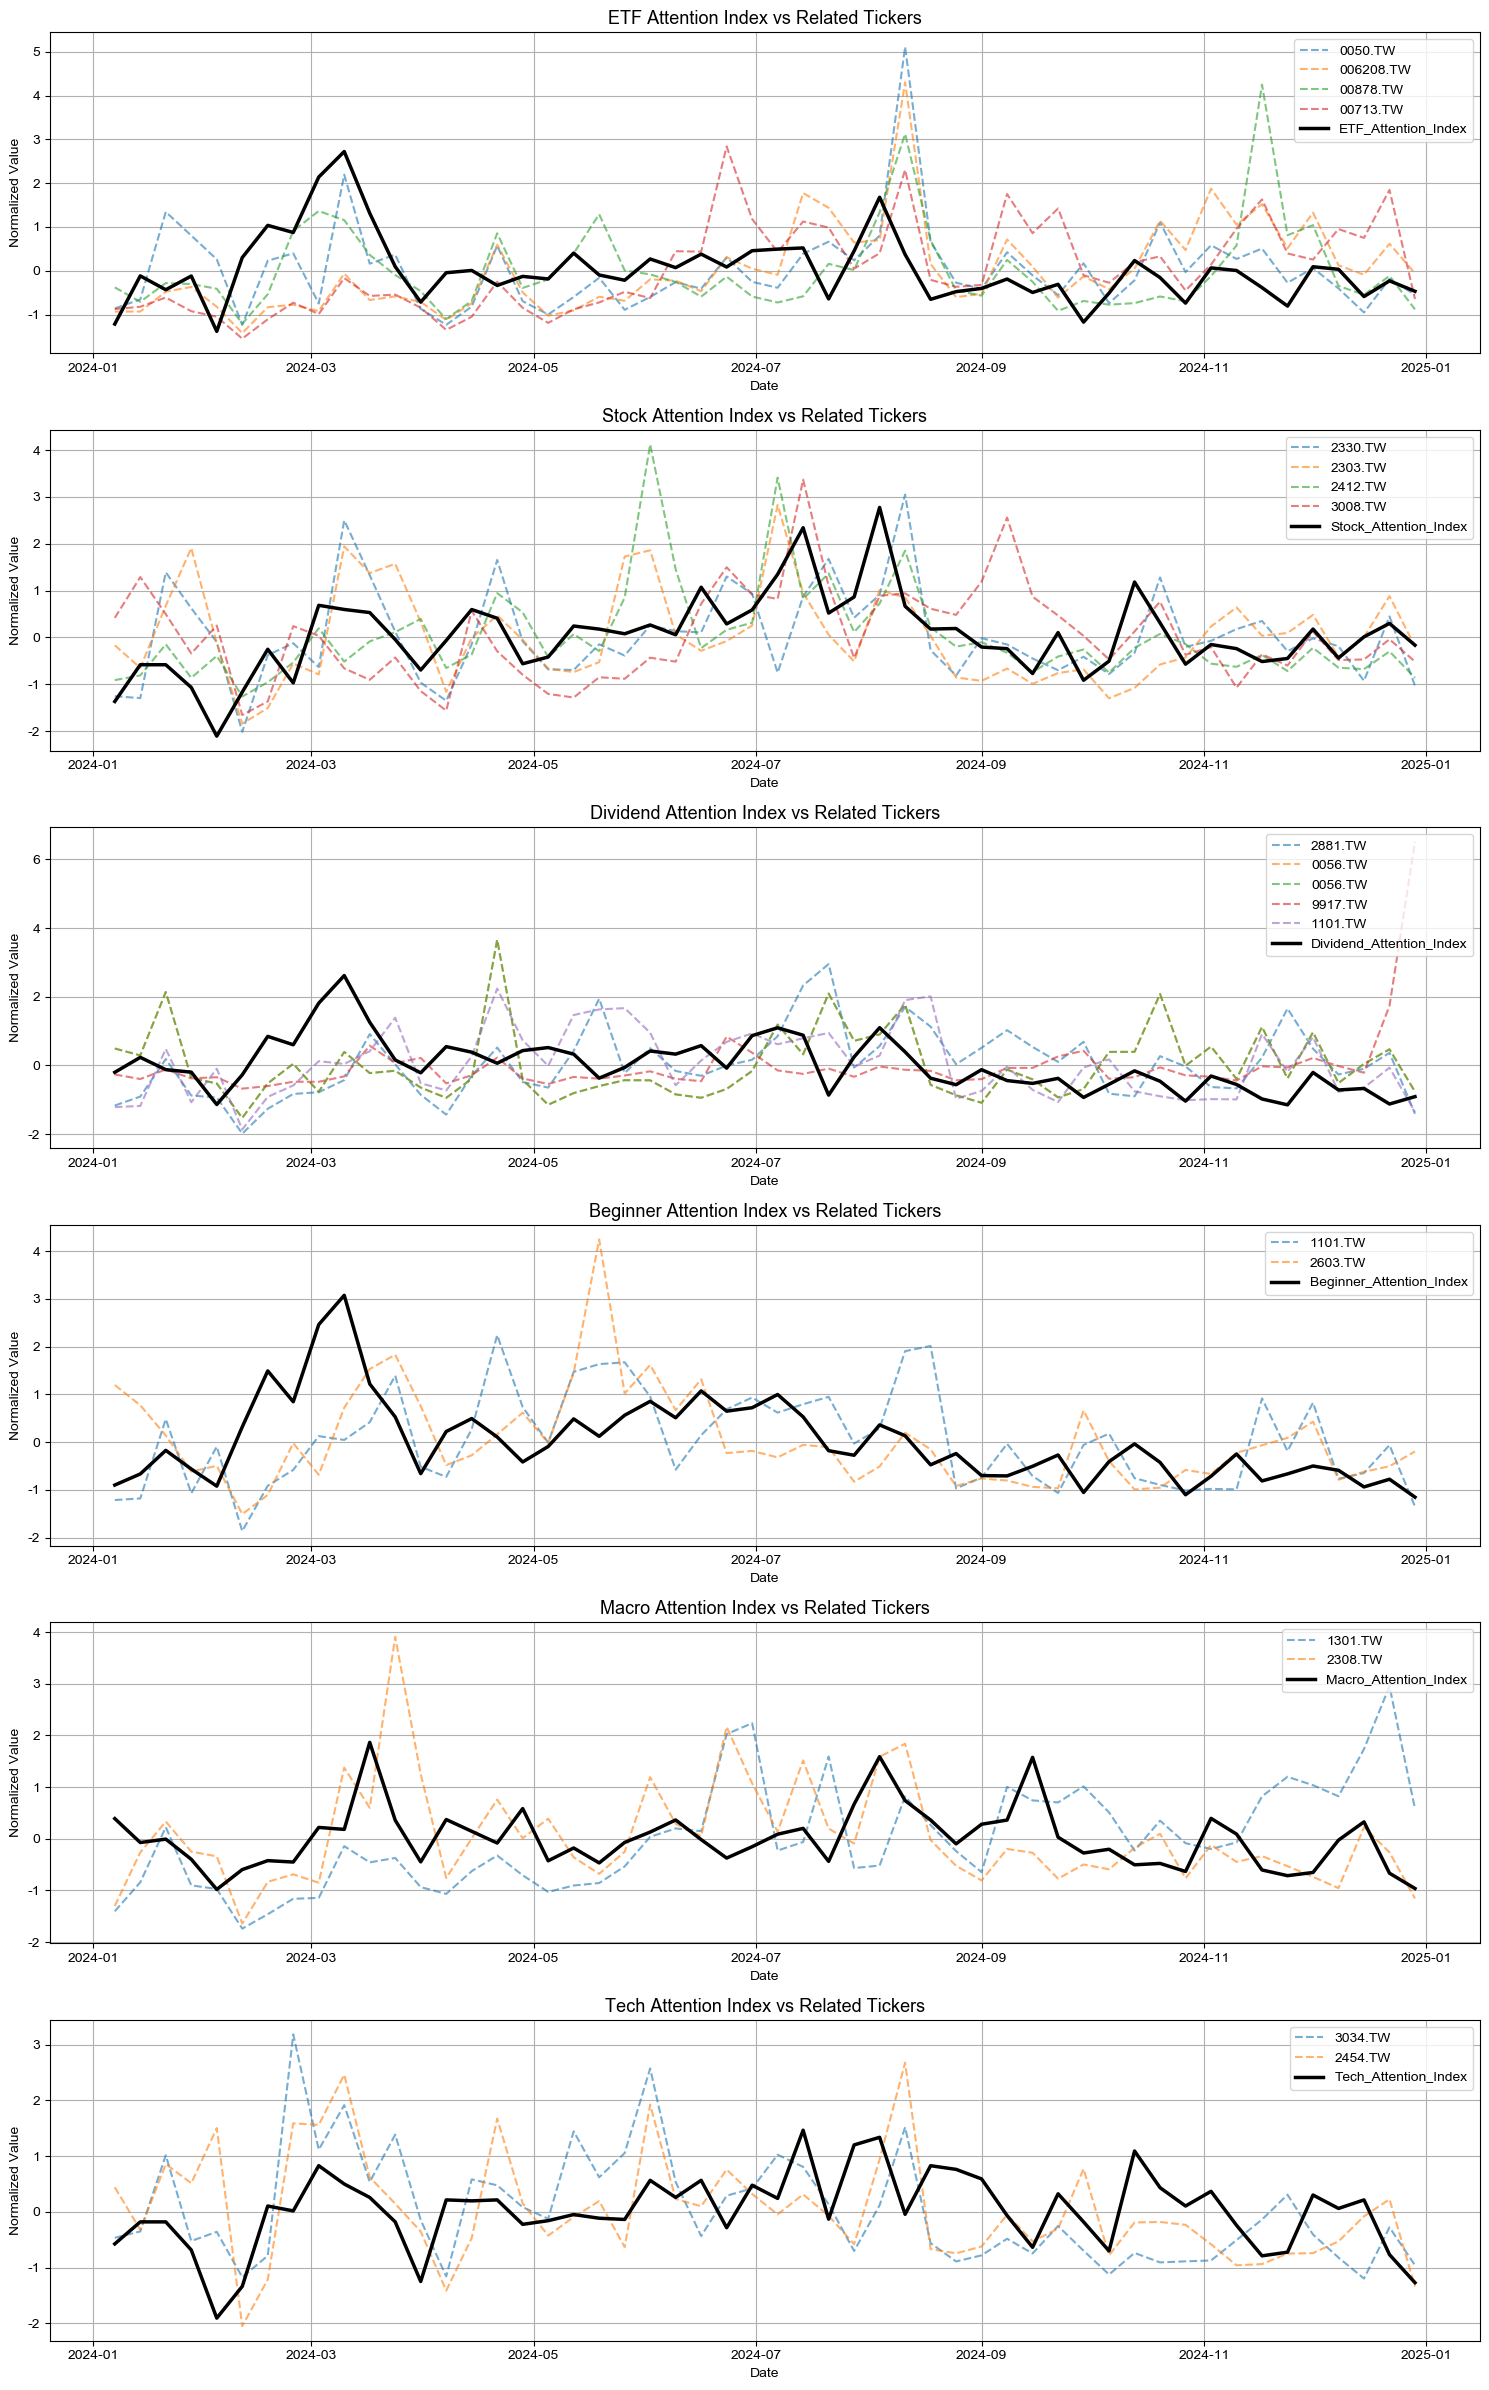 ETF Attention Index vs Related Tickers
Normalized Value
5
4
3
2
1
0
-1
0050.TW
006208.TW
00878.TW
00713.TW
ETF_Attention_Index
2024-01
2024-03
2024-05
2024-07
2024-09
2024-11
2025-01
Date
Stock Attention Index vs Related Tickers
Normalized Value
4
3
2
1
0
-1
-2
2330.TW
2303.TW
2412.TW
3008.TW
Stock_Attention_Index
2024-01
2024-03
2024-05
2024-07
2024-09
2024-11
2025-01
Date
Dividend Attention Index vs Related Tickers
Normalized Value
6
4
2
0
-2
2881.TW
0056.TW
0056.TW
9917.TW
1101.TW
Dividend_Attention_Index
2024-01
2024-03
2024-05
2024-07
2024-09
2024-11
2025-01
Date
Beginner Attention Index vs Related Tickers
Normalized Value
4
3
2
1
0
-1
-2
1101.TW
2603.TW
Beginner_Attention_Index
2024-01
2024-03
2024-05
2024-07
2024-09
2024-11
2025-01
Date
Macro Attention Index vs Related Tickers
Normalized Value
4
3
2
1
0
-1
-2
1301.TW
2308.TW
Macro_Attention_Index
2024-01
2024-03
2024-05
2024-07
2024-09
2024-11
2025-01
Date
Tech Attention Index vs Related Tickers
Normalized Value
3
2
1
0
-1
-2
3034.TW
2454.TW
Tech_Attention_Index
2024-01
2024-03
2024-05
2024-07
2024-09
2024-11
2025-01
Date